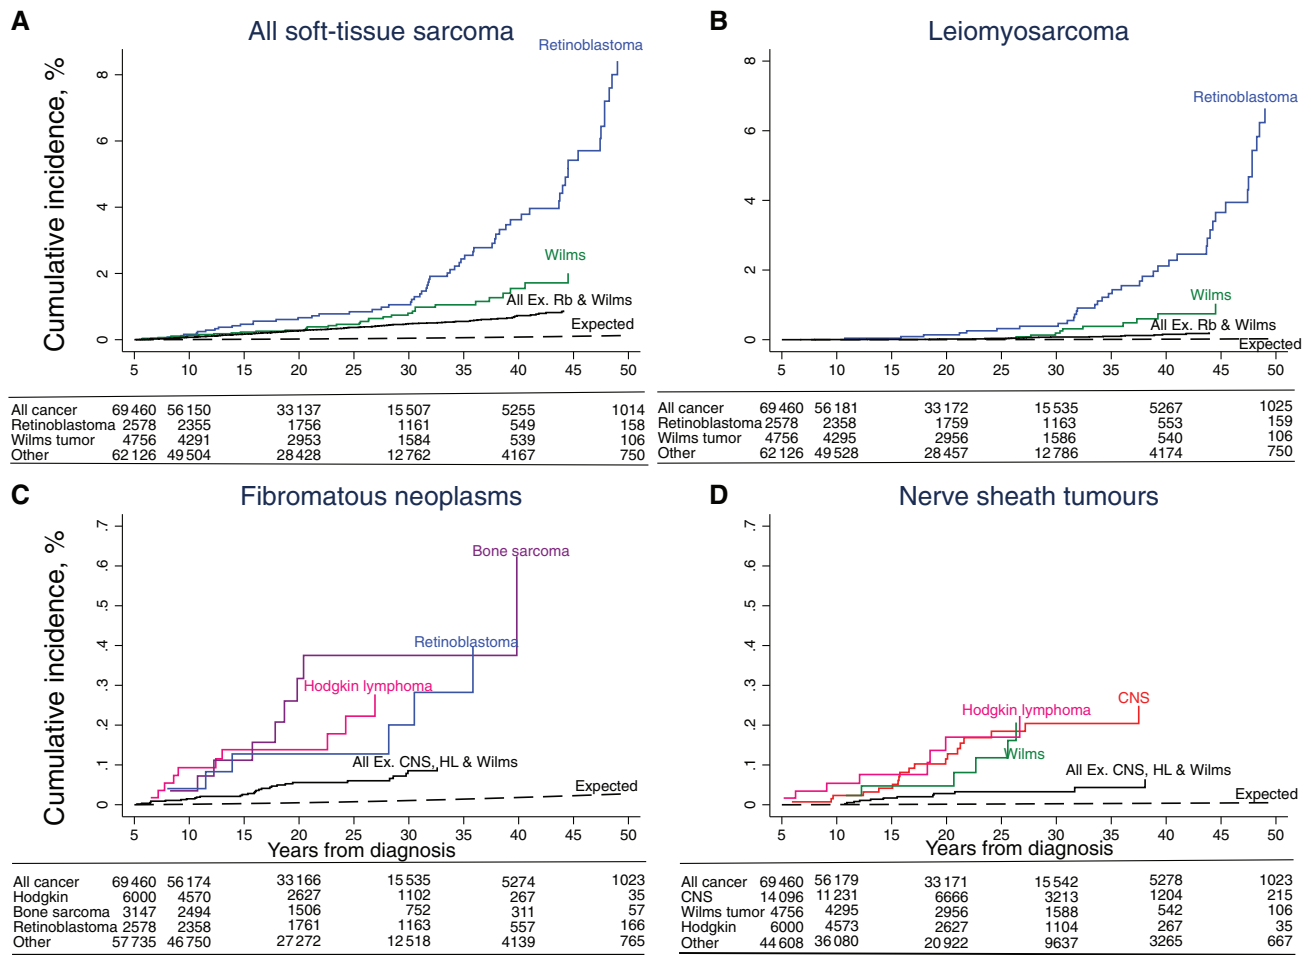 A
All soft-tissue sarcoma
Cumulative incidence, %
8
6
4
2
0
Retinoblastoma
Wilms
All Ex. Rb & Wilms
Expected
5 10 15 20 25 30 35 40 45 50
All cancer 69 460 56 150 33 137 15 507 5255 1014
Retinoblastoma 2578 2355 1756 1161 549 158
Wilms tumor 4756 4291 2953 1584 539 106
Other 62 126 49 504 28 428 12 762 4167 750
B
Leiomyosarcoma
8
6
4
2
0
Retinoblastoma
Wilms
All Ex. Rb & Wilms
Expected
5 10 15 20 25 30 35 40 45 50
All cancer 69 460 56 181 33 172 15 535 5267 1025
Retinoblastoma 2578 2358 1759 1163 553 159
Wilms tumor 4756 4295 2956 1586 540 106
Other 62 126 49 528 28 457 12 786 4174 750
C
Fibromatous neoplasms
Cumulative incidence, %
.7
.6
.5
.4
.3
.2
.1
0
Bone sarcoma
Retinoblastoma
Hodgkin lymphoma
All Ex. CNS, HL & Wilms
Expected
5 10 15 20 25 30 35 40 45 50
Years from diagnosis
All cancer 69 460 56 174 33 166 15 535 5274 1023
Hodgkin 6000 4570 2627 1102 267 35
Bone sarcoma 3147 2494 1506 752 311 57
Retinoblastoma 2578 2358 1761 1163 557 166
Other 57 735 46 750 27 272 12 518 4139 765
D
Nerve sheath tumours
.7
.6
.5
.4
.3
.2
.1
0
CNS
Hodgkin lymphoma
Wilms
All Ex. CNS, HL & Wilms
Expected
5 10 15 20 25 30 35 40 45 50
Years from diagnosis
All cancer 69 460 56 179 33 171 15 542 5278 1023
CNS 14 096 11 231 6666 3213 1204 215
Wilms tumor 4756 4295 2956 1588 542 106
Hodgkin 6000 4573 2627 1104 267 35
Other 44 608 36 080 20 922 9637 3265 667